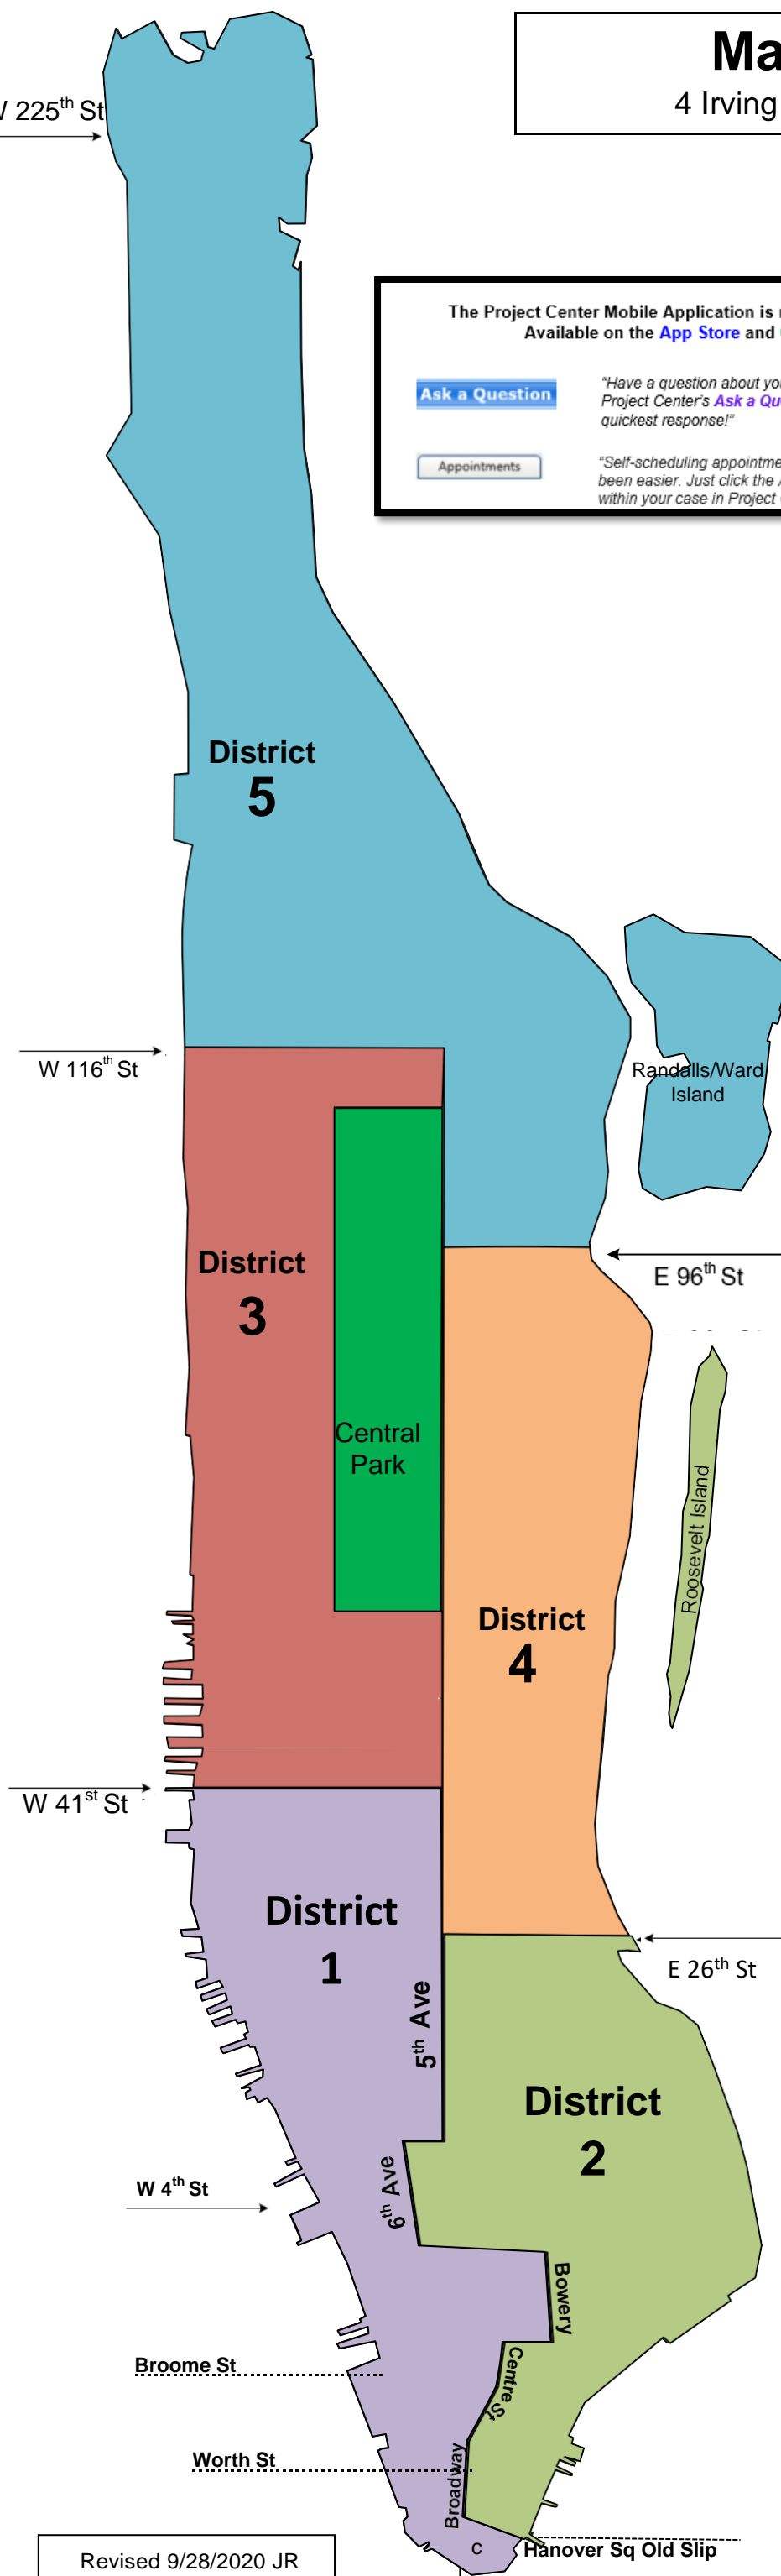 Ma
4 Irving
W 225th St
The Project Center Mobile Application is
Available on the App Store and
Ask a Question
"Have a question about
Project Center's Ask a
quickest response!"
Appointments
"Self-scheduling
been easier. Just click the
within your case in Project
District
5
Randalls/Ward
Island
W 116th St
District
3
E 96th St
Central
Park
Roosevelt Island
District
4
W 41st St
District
1
E 26th St
5th Ave
District
2
6th Ave
W 4th St
Bowery
Broome St
Centre St
Worth St
Broadway
C
Hanover Sq Old Slip
Revised 9/28/2020 JR